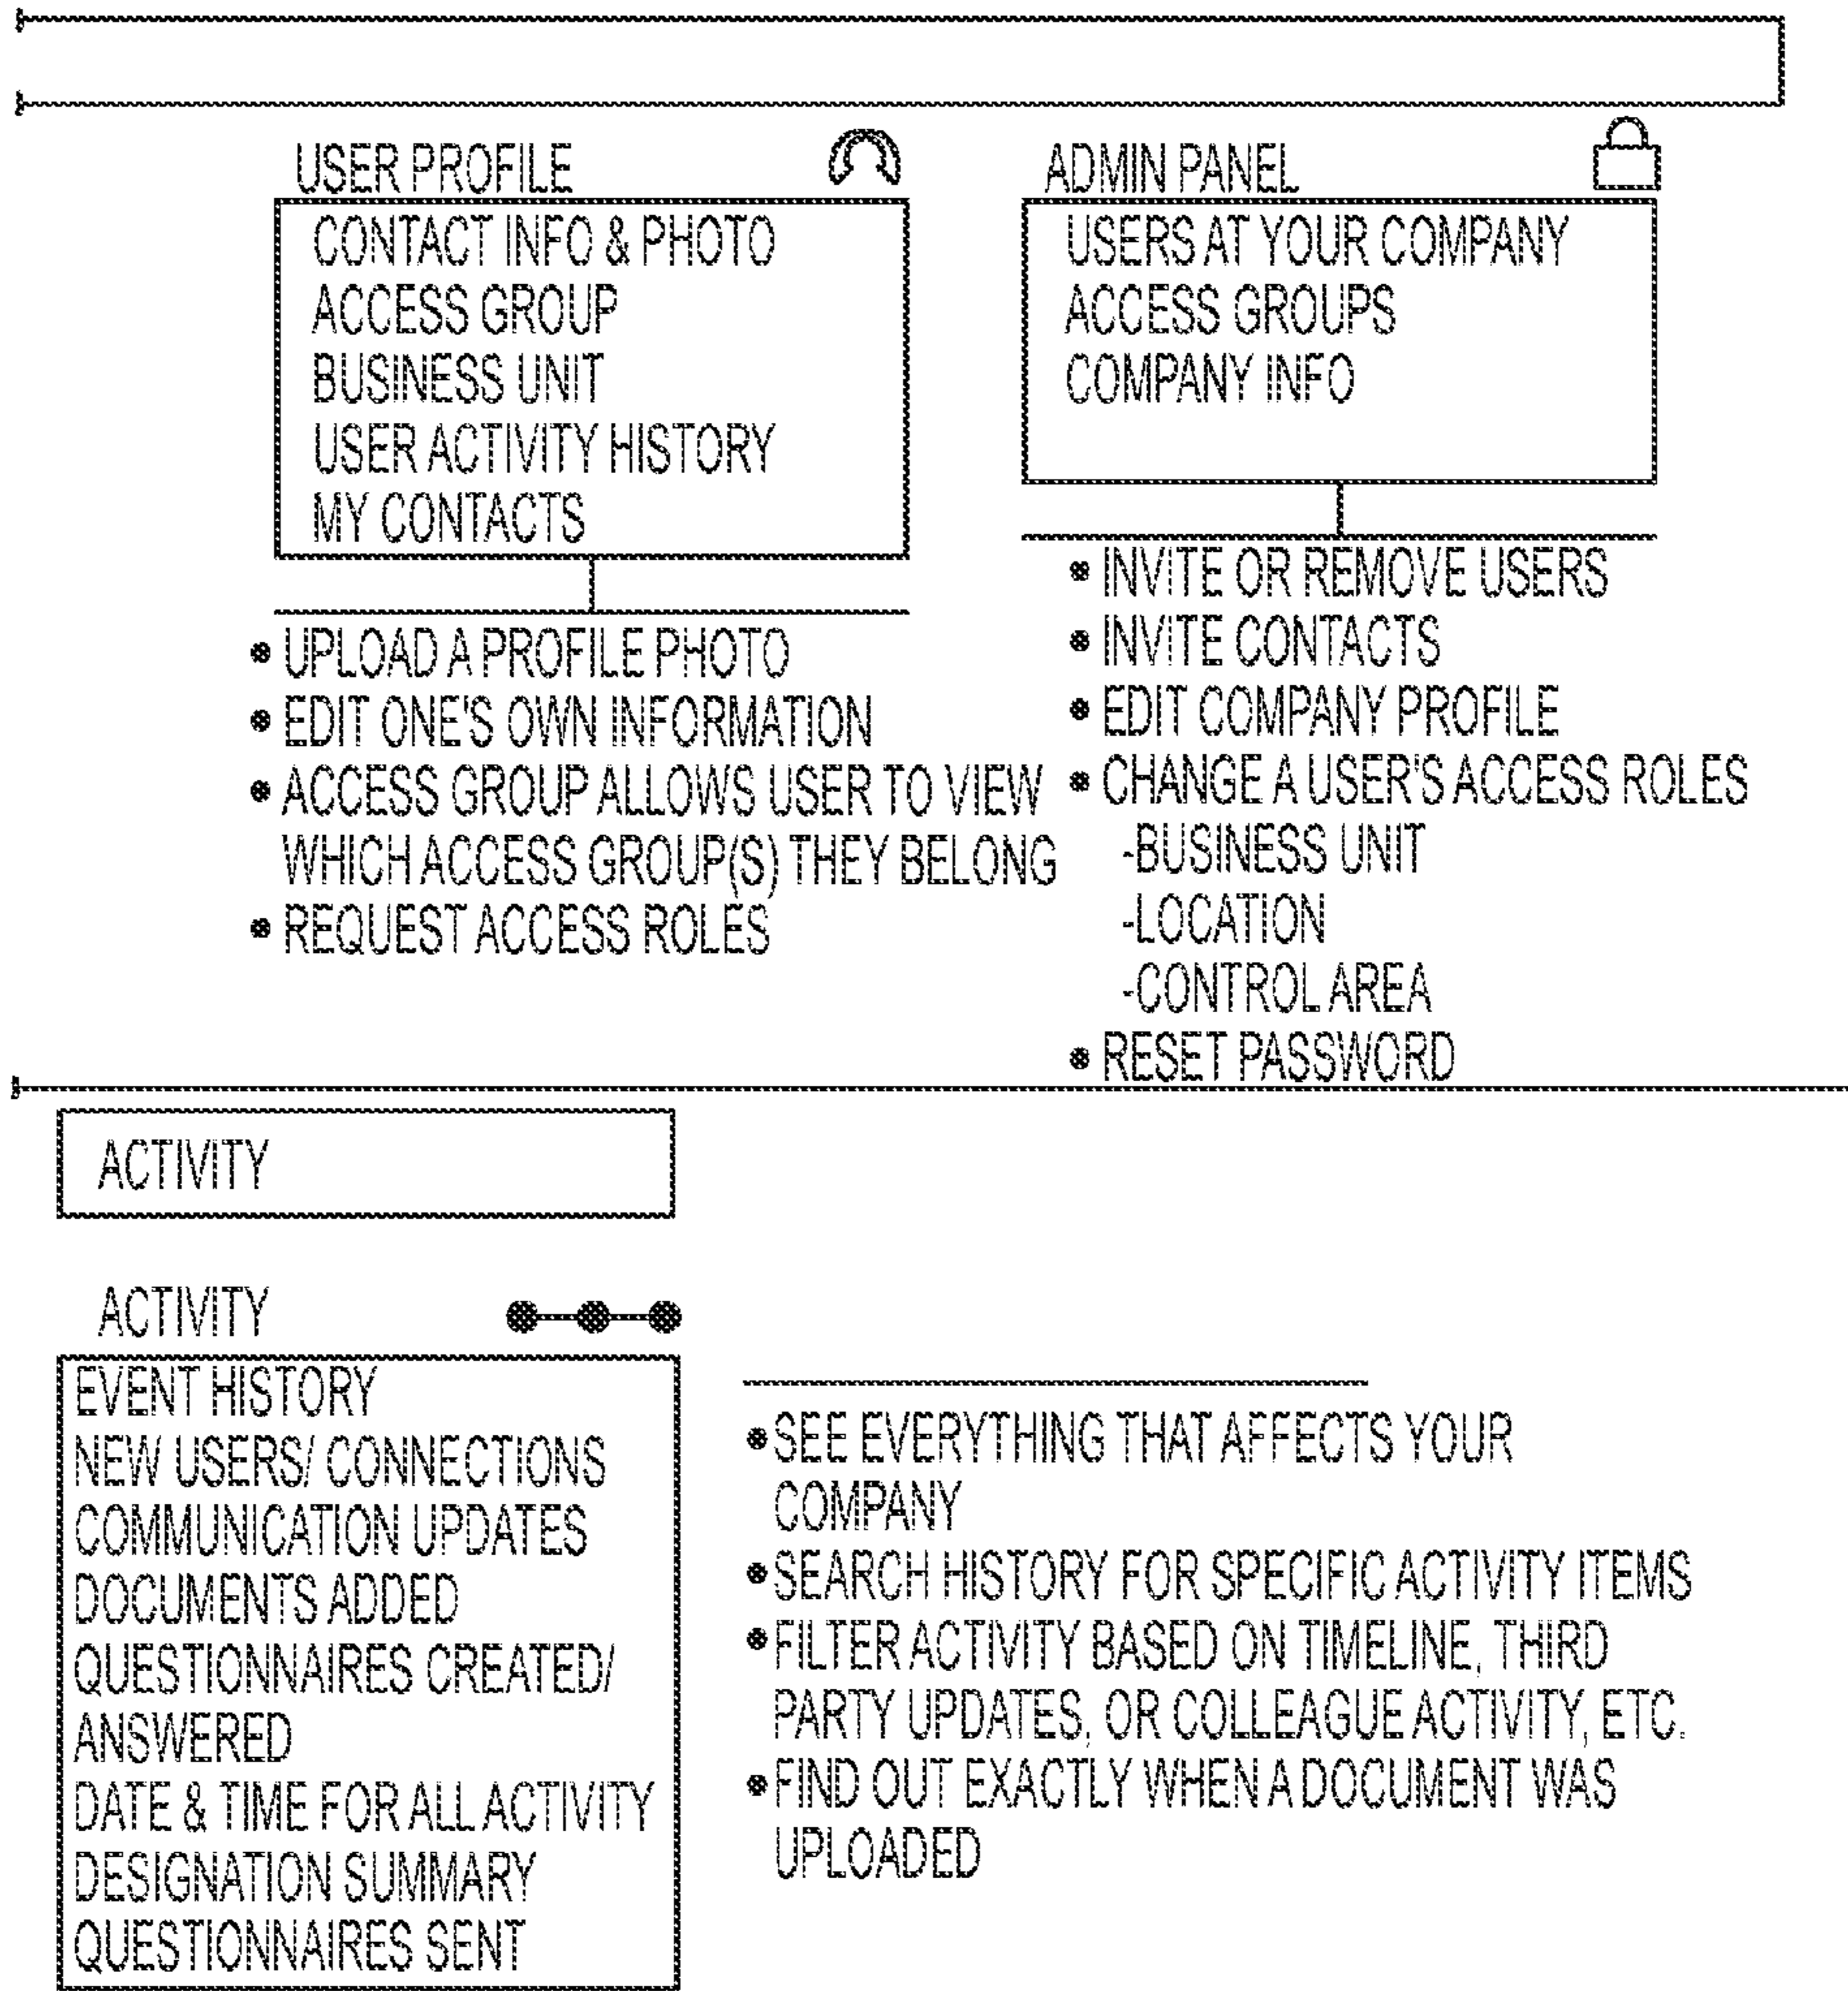 USER PROFILE
CONTACT INFO & PHOTO
ACCESS GROUP
BUSINESS UNIT
USER ACTIVITY HISTORY
MY CONTACTS
• UPLOAD A PROFILE PHOTO
• EDIT ONE'S OWN INFORMATION
• ACCESS GROUP ALLOWS USER TO VIEW
WHICH ACCESS GROUP(S) THEY BELONG
• REQUEST ACCESS ROLES
ADMIN PANEL
USERS AT YOUR COMPANY
ACCESS GROUPS
COMPANY INFO
• INVITE OR REMOVE USERS
• INVITE CONTACTS
• EDIT COMPANY PROFILE
• CHANGE A USER'S ACCESS ROLES
-BUSINESS UNIT
-LOCATION
-CONTROL AREA
• RESET PASSWORD
ACTIVITY
ACTIVITY
EVENT HISTORY
NEW USERS/ CONNECTIONS
COMMUNICATION UPDATES
DOCUMENTS ADDED
QUESTIONNAIRES CREATED/
ANSWERED
DATE & TIME FOR ALL ACTIVITY
DESIGNATION SUMMARY
QUESTIONNAIRES SENT
• SEE EVERYTHING THAT AFFECTS YOUR
COMPANY
• SEARCH HISTORY FOR SPECIFIC ACTIVITY ITEMS
• FILTER ACTIVITY BASED ON TIMELINE, THIRD
PARTY UPDATES, OR COLLEAGUE ACTIVITY, ETC.
• FIND OUT EXACTLY WHEN A DOCUMENT WAS
UPLOADED